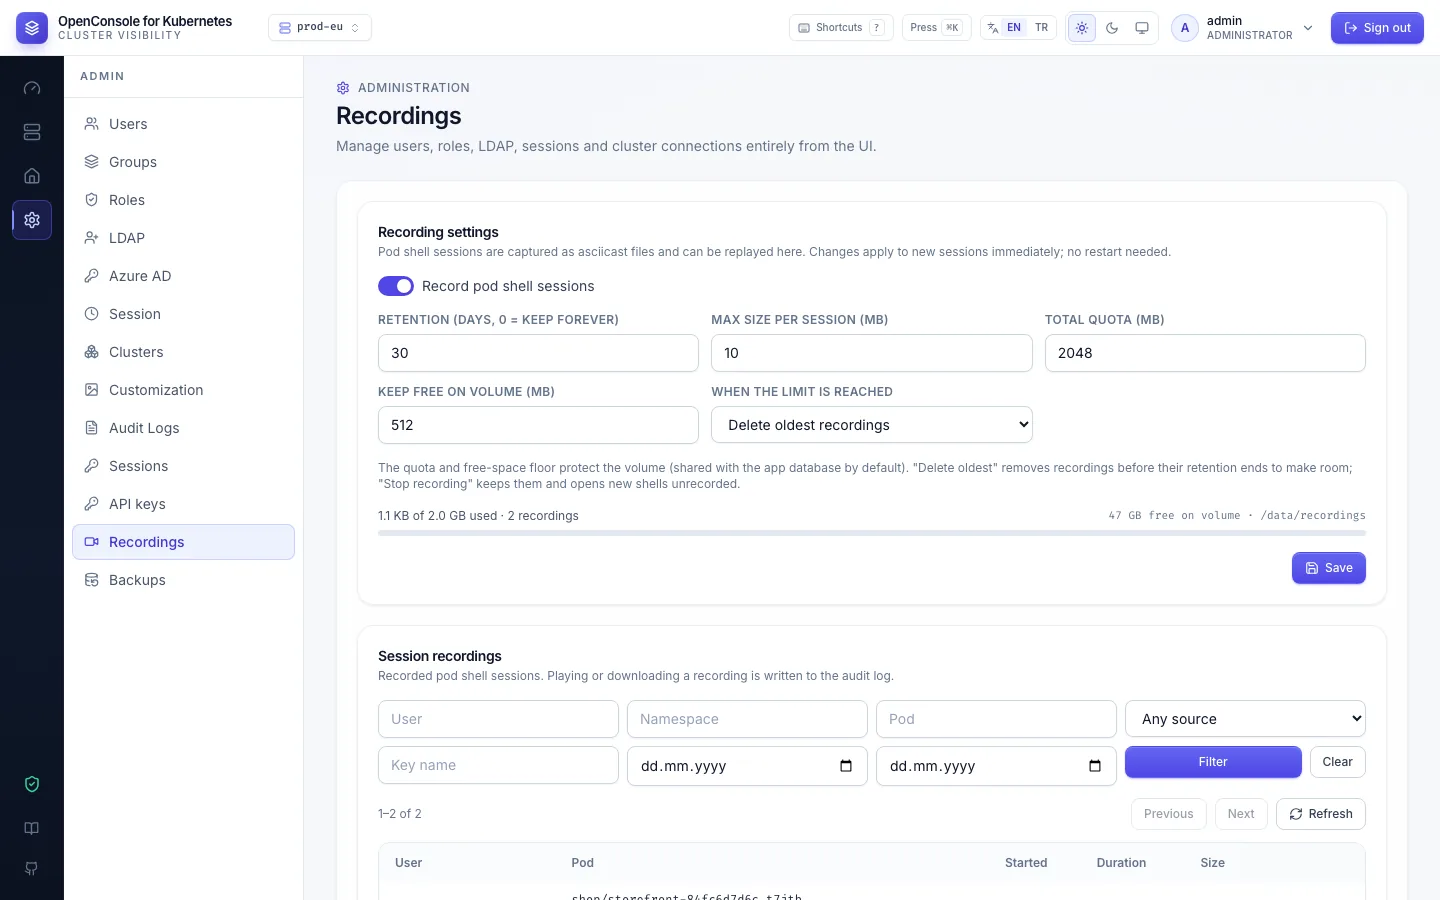 OpenConsole for Kubernetes
CLUSTER VISIBILITY
prod-eu
Shortcuts ?
Press ⌘K
EN TR
A
admin
ADMINISTRATOR
Sign out
ADMIN
Users
Groups
Roles
LDAP
Azure AD
Session
Clusters
Customization
Audit Logs
Sessions
API keys
Recordings
Backups
ADMINISTRATION
Recordings
Manage users, roles, LDAP, sessions and cluster connections entirely from the UI.
Recording settings
Pod shell sessions are captured as asciicast files and can be replayed here. Changes apply to new sessions immediately; no restart needed.
Record pod shell sessions
RETENTION (DAYS, 0 = KEEP FOREVER) MAX SIZE PER SESSION (MB) TOTAL QUOTA (MB)
30 10 2048
KEEP FREE ON VOLUME (MB) WHEN THE LIMIT IS REACHED
512 Delete oldest recordings
The quota and free-space floor protect the volume (shared with the app database by default). "Delete oldest" removes recordings before their retention ends to make room;
"Stop recording" keeps them and opens new shells unrecorded.
1.1 KB of 2.0 GB used · 2 recordings 47 GB free on volume · /data/recordings
Save
Session recordings
Recorded pod shell sessions. Playing or downloading a recording is written to the audit log.
User Namespace Pod Any source
Key name dd.mm.yyyy dd.mm.yyyy Filter Clear
1–2 of 2 Previous Next Refresh
User Pod Started Duration Size